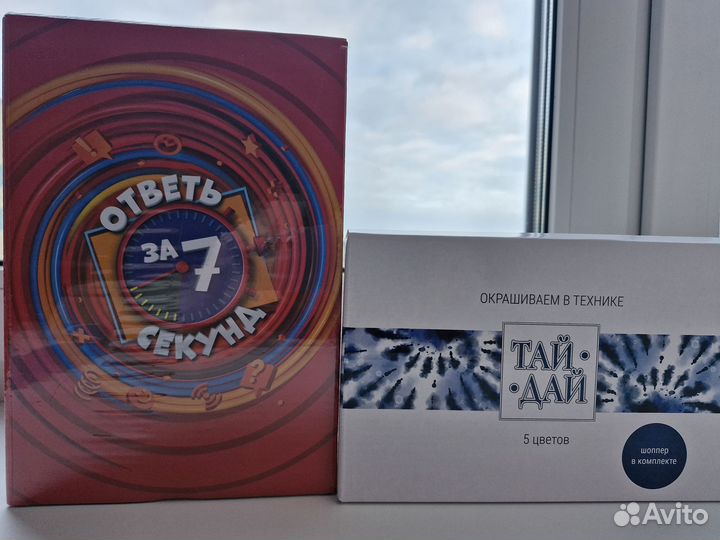 ОТВЕТЬ
ЗА 7
СЕКУНД
ОКРАШИВАЕМ В ТЕХНИКЕ
ТАЙ
ДАЙ
5 цветов
шоппер
в комплекте
Avito